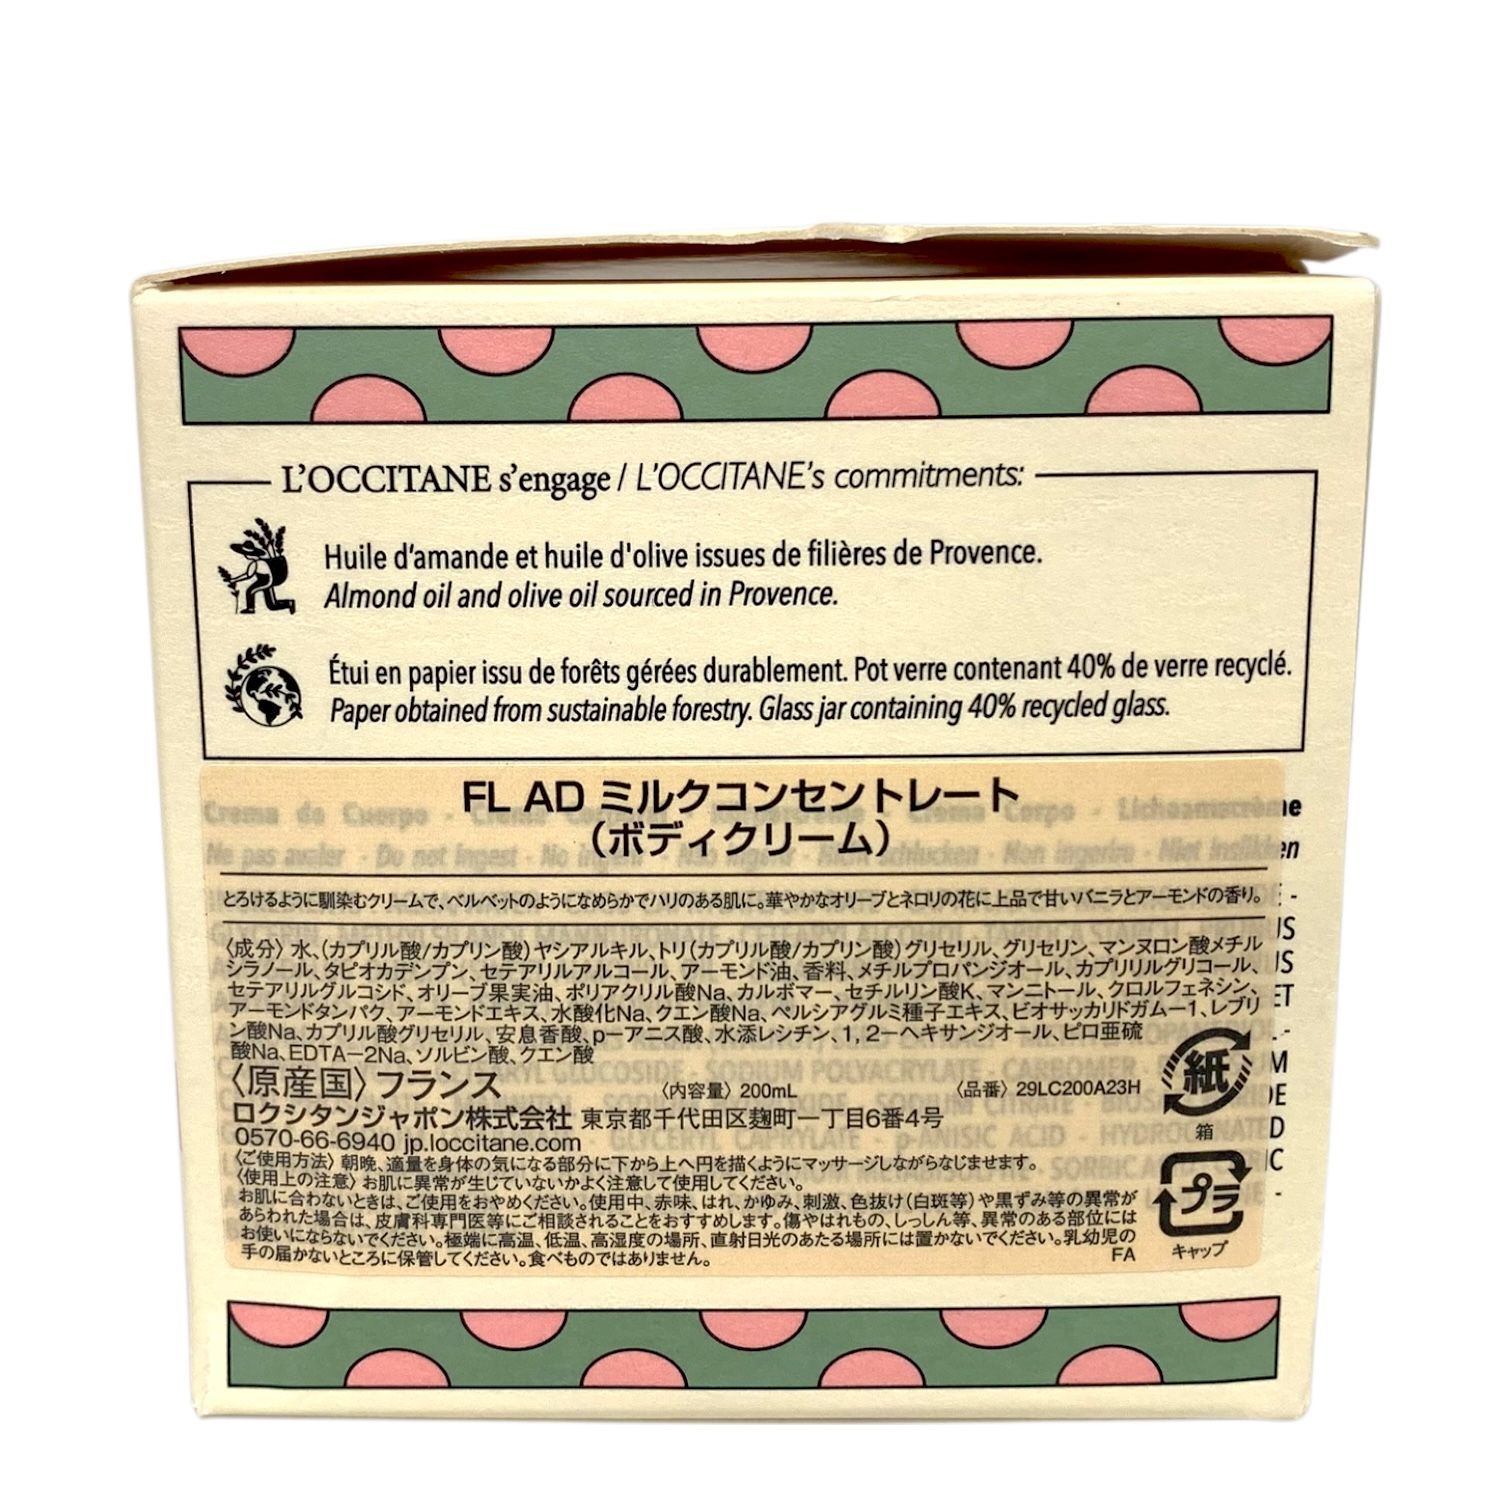 L'OCCITANE s'engage / L'OCCITANE's commitments:
Huile d'amande et huile d'olive issues de filières de Provence.
Almond oil and olive oil sourced in Provence.
Étui en papier issu de forêts gérées durablement. Pot verre contenant 40% de verre recyclé.
Paper obtained from sustainable forestry. Glass jar containing 40% recycled glass.
FL AD ミルクコンセントレート
（ボディクリーム）
とろけるように馴染むクリームで、ベルベットのようになめらかでハリのある肌に。華やかなオリーブとネロリの花に上品で甘いバニラとアーモンドの香り。
〈成分〉水、（カプリル酸/カプリン酸）ヤシアルキル、トリ（カプリル酸/カプリン酸）グリセリル、グリセリン、マンヌロン酸メチル
シラノール、タピオカデンプン、セテアリルアルコール、アーモンド油、香料、メチルプロパンジオール、カプリリルグリコール、
セテアリルグルコシド、オリーブ果実油、ポリアクリル酸Na、カルボマー、セチルリン酸K、マンニトール、クロルフェネシン、
アーモンドタンパク、アーモンドエキス、水酸化Na、クエン酸Na、ペルシアグルミ種子エキス、ビオサッカリドガムー1、レブリ
ン酸Na、カプリル酸グリセリル、安息香酸、p－アニス酸、水添レシチン、1，2－ヘキサンジオール、ピロ亜硫
酸Na、EDTA－2Na、ソルビン酸、クエン酸
〈原産国〉フランス 〈内容量〉200mL 〈品番〉29LC200A23H
紙
箱
ロクシタンジャポン株式会社 東京都千代田区麹町一丁目6番4号
0570-66-6940 jp.loccitane.com
〈ご使用方法〉朝晩、適量を身体の気になる部分に下から上へ円を描くようにマッサージしながらなじませます。
〈使用上の注意〉お肌に異常が生じていないかよく注意して使用してください。
お肌に合わないときは、ご使用をおやめください。使用中、赤味、はれ、かゆみ、刺激、色抜け（白斑等）や黒ずみ等の異常が
あらわれた場合は、皮膚科専門医等にご相談されることをおすすめします。傷やはれもの、しっしん等、異常のある部位には
お使いにならないでください。極端に高温、低温、高湿度の場所、直射日光のあたる場所には置かないでください。乳幼児の
手の届かないところに保管してください。食べものではありません。 FA
プラ
キャップ